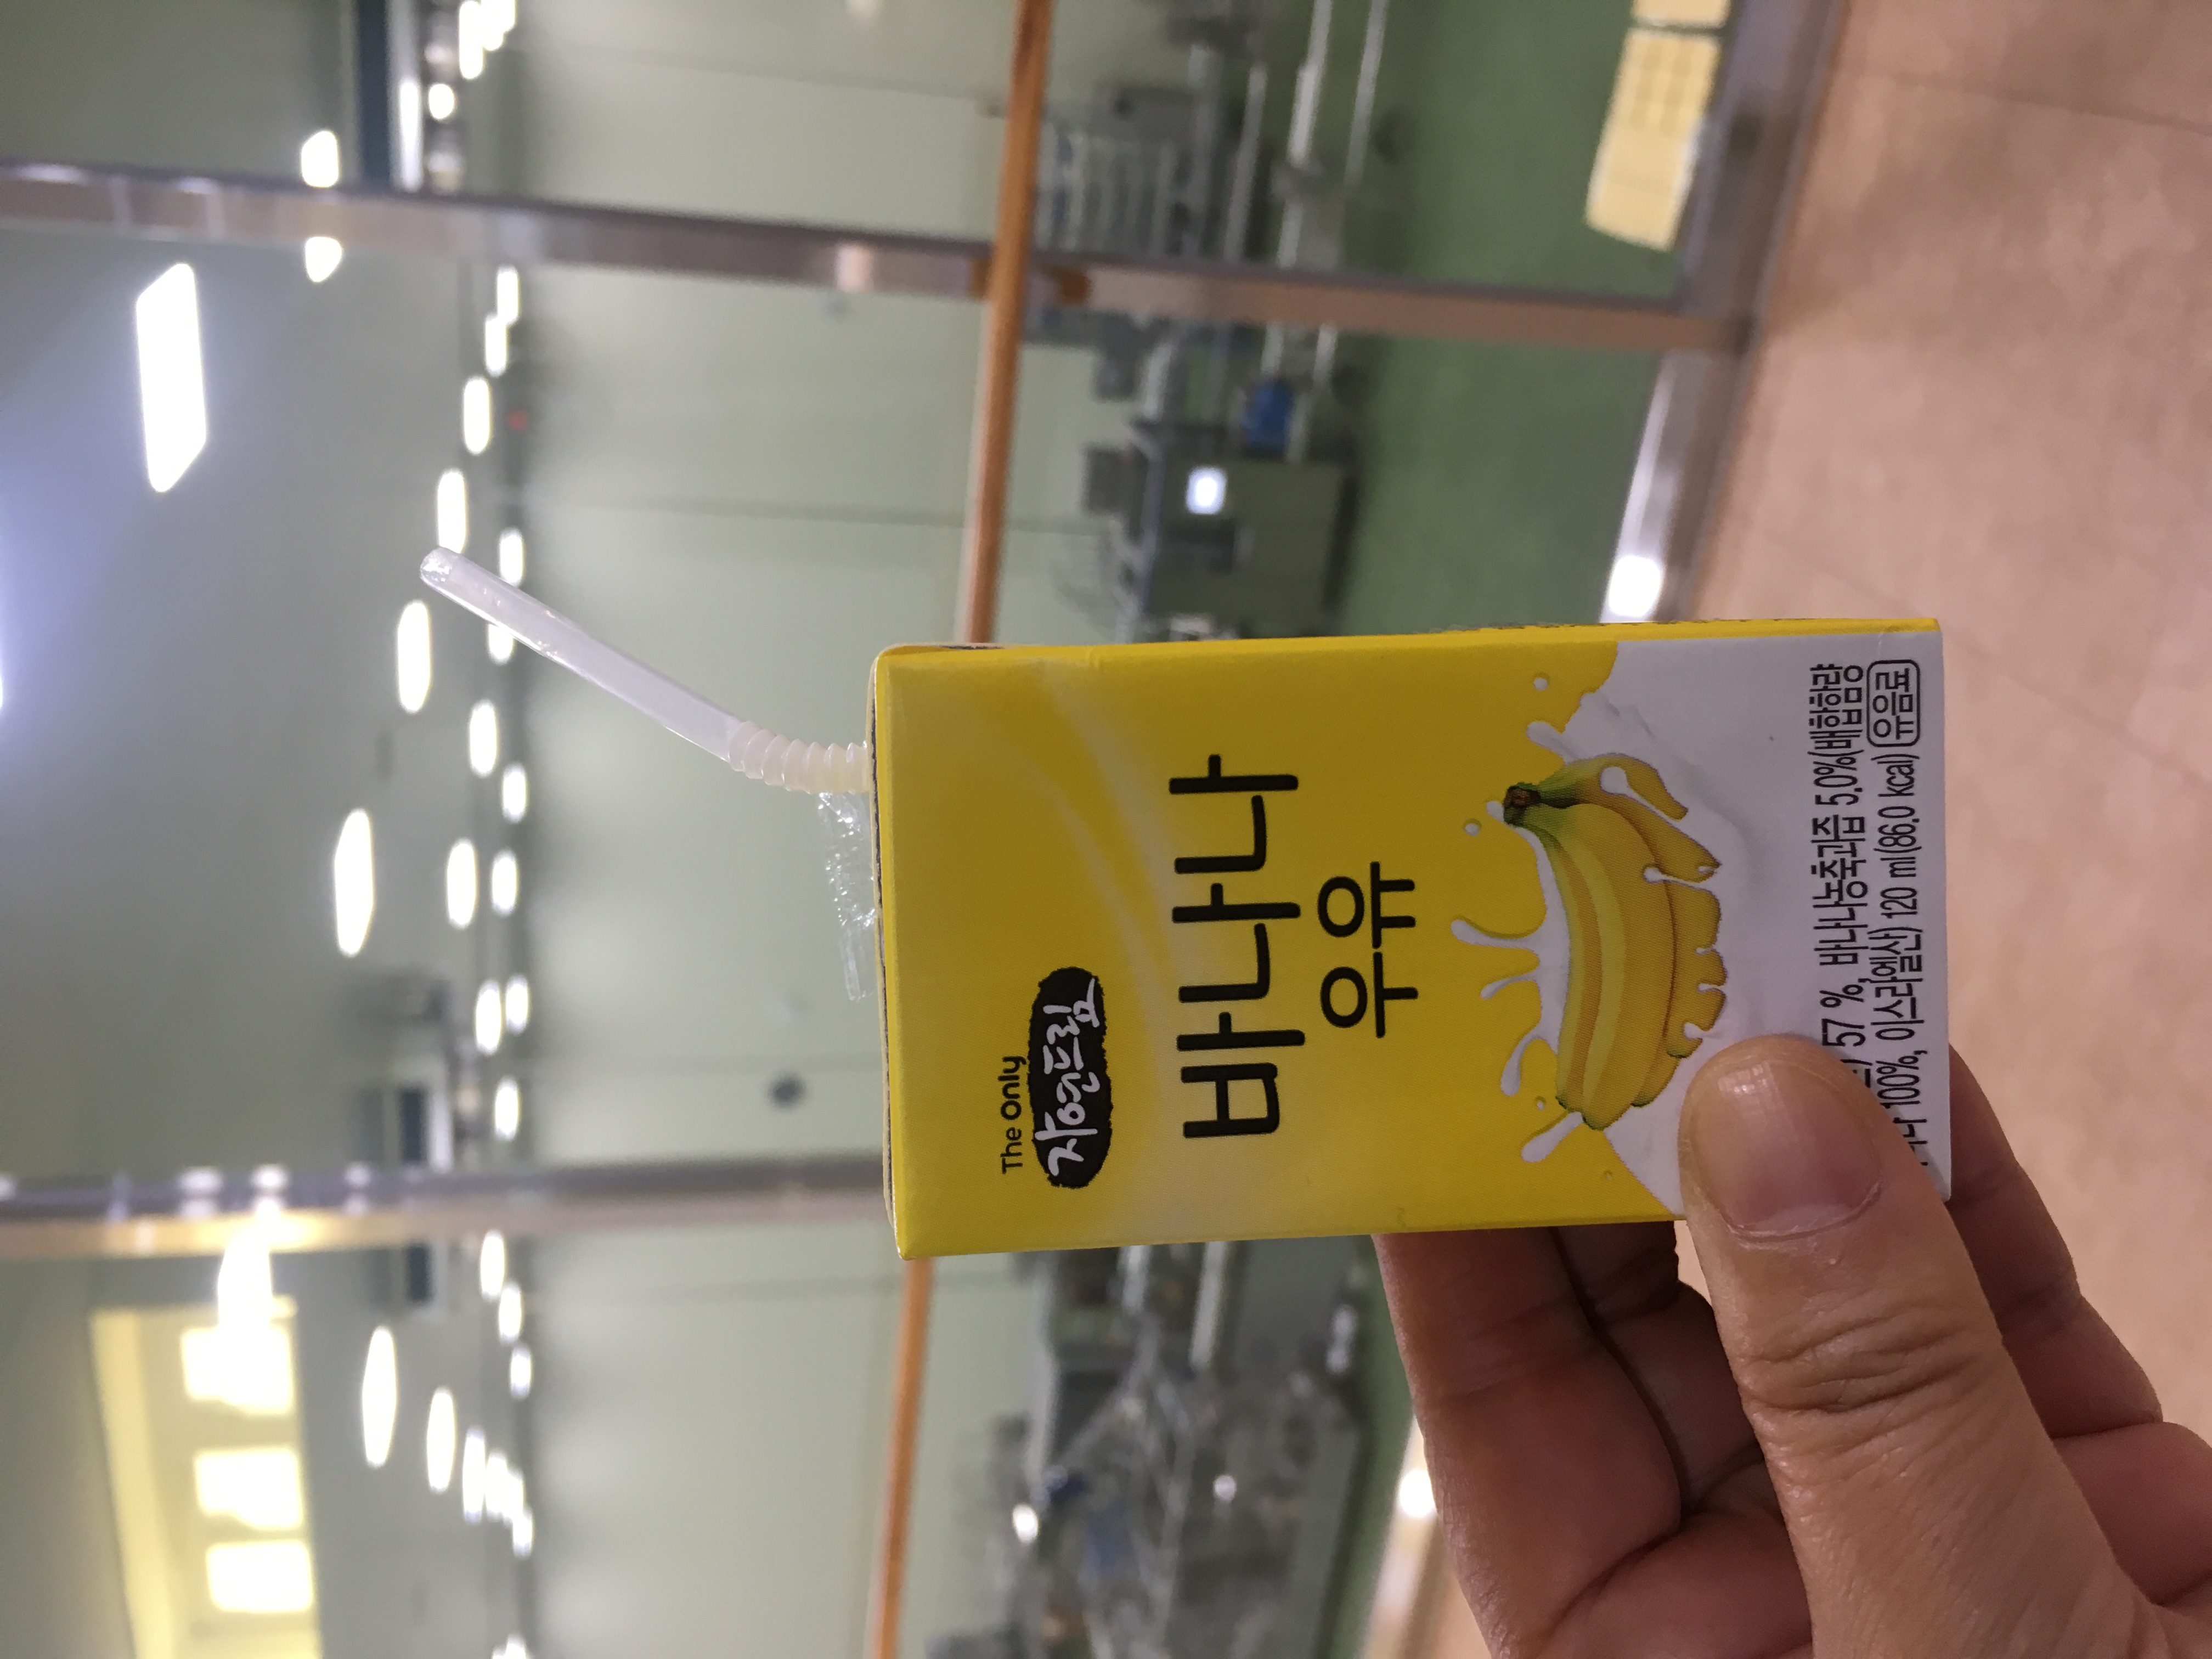 The Only
자연드림
바나나
우유
57 %, 바나나농축과즙 5.0%(배합함량
100%, 이스라엘산) 120 ml(86.0 kcal) 유음료